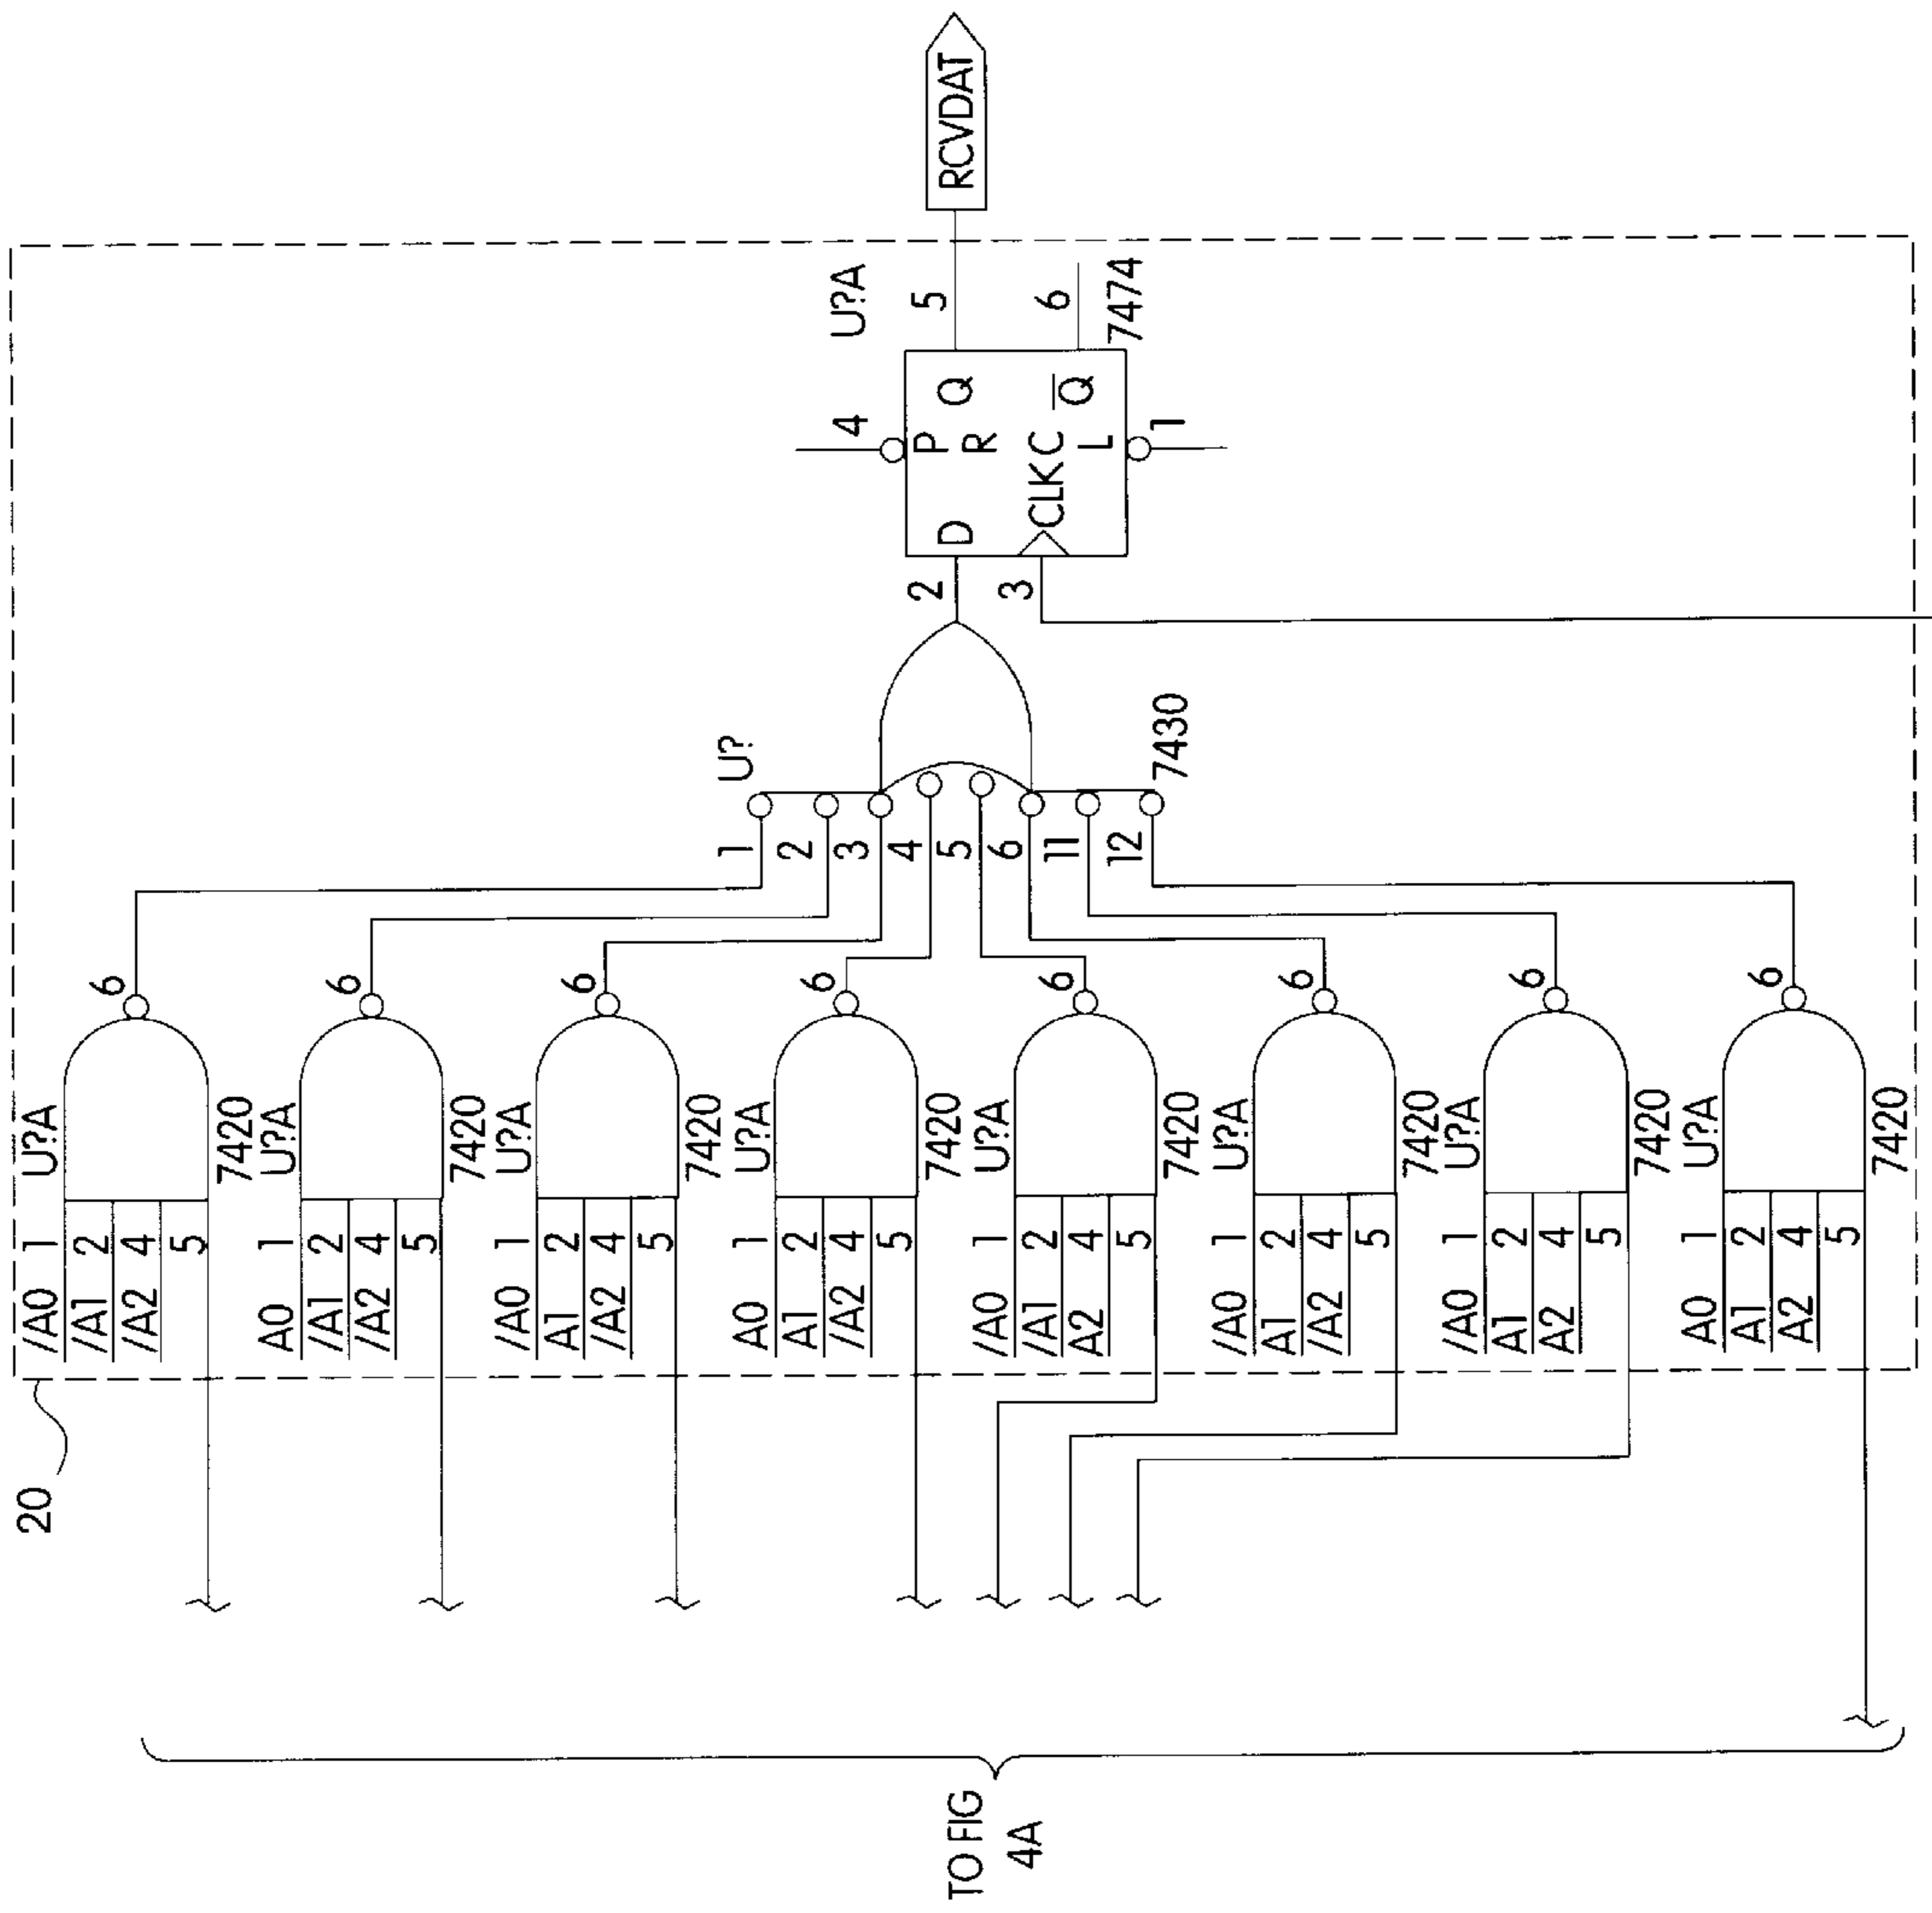 20
/A0 1 U?A
/A1 2
/A2 4
5
6
7420
A0 1 U?A
/A1 2
/A2 4
5
6
7420
/A0 1 U?A
A1 2
/A2 4
5
6
7420
A0 1 U?A
A1 2
/A2 4
5
6
7420
/A0 1 U?A
/A1 2
A2 4
5
6
7420
/A0 1 U?A
A1 2
/A2 4
5
6
7420
/A0 1 U?A
A1 2
A2 4
5
6
7420
A0 1 U?A
A1 2
A2 4
5
6
7420
U?
1
2
3
4
5
6
11
12
7430
U?A
4
2 D P R Q 5
3 CLK C L Q̅ 6
1
7474
RCVDAT
TO FIG
4A